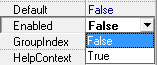 Default False
Enabled False
GroupIndex False
HelpContext True